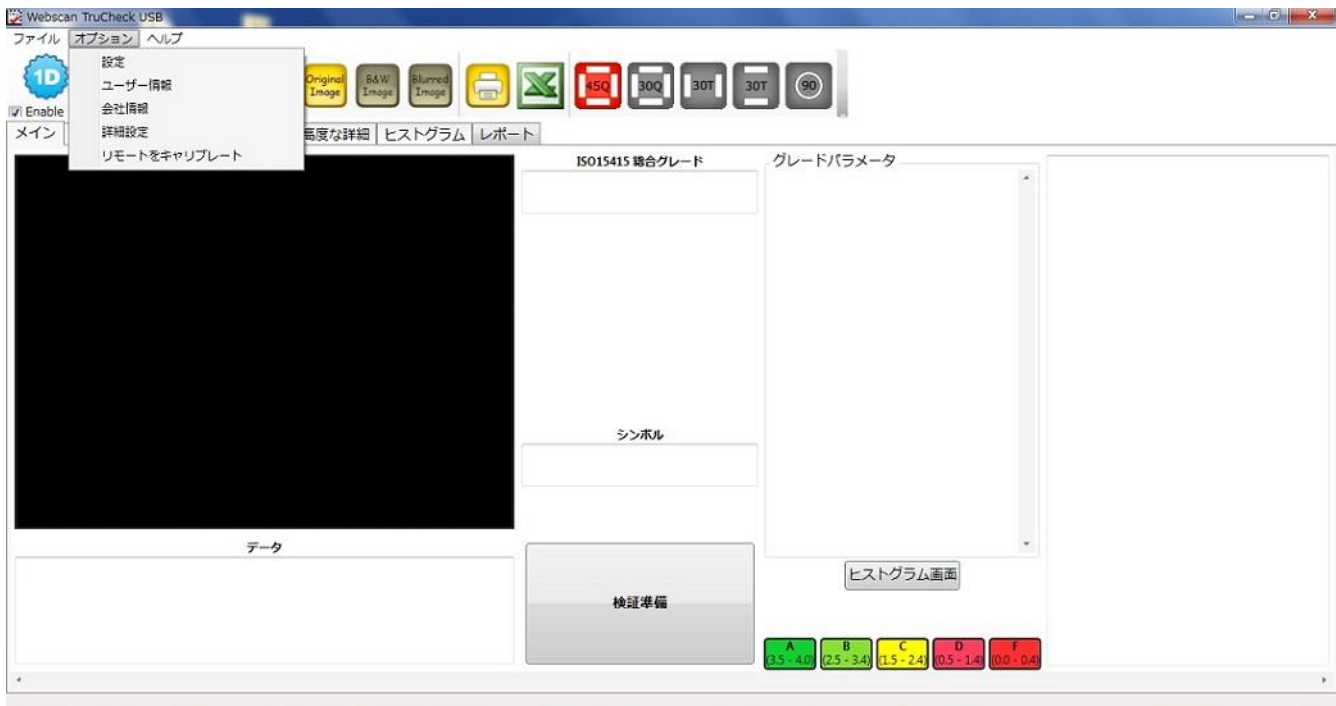 Webscan TruCheck USB
ファイル オプション ヘルプ
設定
ユーザー情報
会社情報
詳細設定
リモートをキャリブレート
1D
Enable
Original Image
B&W Image
Blurred Image
45Q
30Q
30T
30T
90
メイン
高度な詳細
ヒストグラム
レポート
ISO15415 総合グレード
グレードパラメータ
シンボル
データ
検証準備
ヒストグラム画面
A
(3.5 - 4.0)
B
(2.5 - 3.4)
C
(1.5 - 2.4)
D
(0.5 - 1.4)
F
(0.0 - 0.4)